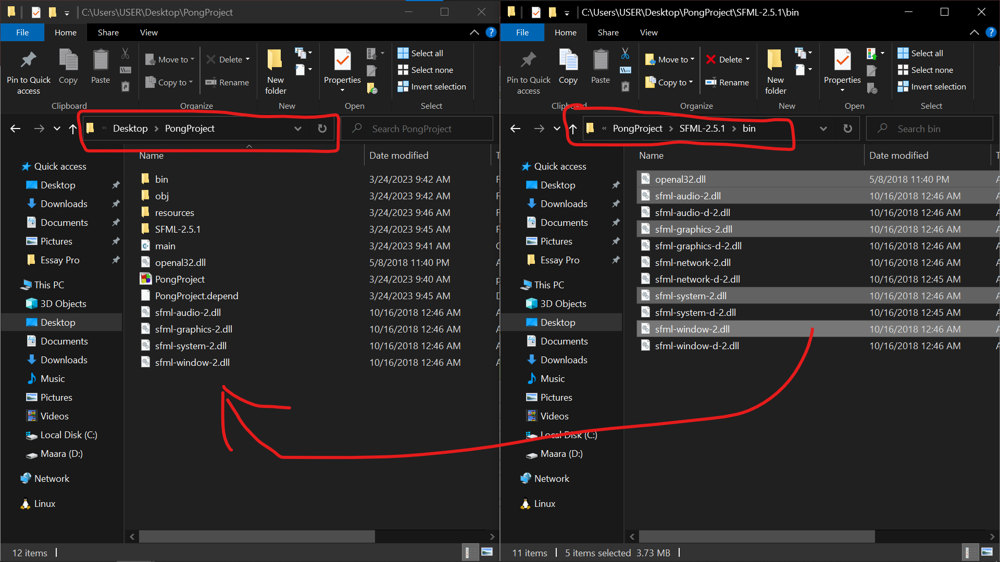 C:\Users\USER\Desktop\PongProject
File Home Share View
Pin to Quick access
Copy
Paste
Clipboard
Move to
Copy to
Delete
Rename
Organize
New folder
New
Properties
Open
Select all
Select none
Invert selection
Select
« Desktop > PongProject
Search PongProject
Name Date modified T
Quick access
Desktop
Downloads
Documents
Pictures
Essay Pro
This PC
3D Objects
Desktop
Documents
Downloads
Music
Pictures
Videos
Local Disk (C:)
Maara (D:)
Network
Linux
bin 3/24/2023 9:42 AM
obj 3/24/2023 9:42 AM
resources 3/24/2023 9:46 AM
SFML-2.5.1 3/24/2023 9:45 AM
main 3/24/2023 9:41 AM
openal32.dll 5/8/2018 11:40 PM
PongProject 3/24/2023 9:40 AM
PongProject.depend 3/24/2023 9:45 AM
sfml-audio-2.dll 10/16/2018 12:46 AM
sfml-graphics-2.dll 10/16/2018 12:46 AM
sfml-system-2.dll 10/16/2018 12:46 AM
sfml-window-2.dll 10/16/2018 12:46 AM
12 items
C:\Users\USER\Desktop\PongProject\SFML-2.5.1\bin
File Home Share View
Pin to Quick access
Copy
Paste
Move to
Copy to
Delete
Rename
Organize
New folder
New
Properties
Open
Select all
Select none
Invert selection
Select
« PongProject > SFML-2.5.1 > bin
Search bin
Name Date modified T
Quick access
Desktop
Downloads
Documents
Pictures
Essay Pro
This PC
3D Objects
Desktop
Documents
Downloads
Music
Pictures
Videos
Local Disk (C:)
Maara (D:)
Network
Linux
openal32.dll 5/8/2018 11:40 PM
sfml-audio-2.dll 10/16/2018 12:46 AM
sfml-audio-d-2.dll 10/16/2018 12:46 AM
sfml-graphics-2.dll 10/16/2018 12:46 AM
sfml-graphics-d-2.dll 10/16/2018 12:46 AM
sfml-network-2.dll 10/16/2018 12:46 AM
sfml-network-d-2.dll 10/16/2018 12:45 AM
sfml-system-2.dll 10/16/2018 12:46 AM
sfml-system-d-2.dll 10/16/2018 12:45 AM
sfml-window-2.dll 10/16/2018 12:46 AM
sfml-window-d-2.dll 10/16/2018 12:46 AM
11 items 5 items selected 3.73 MB